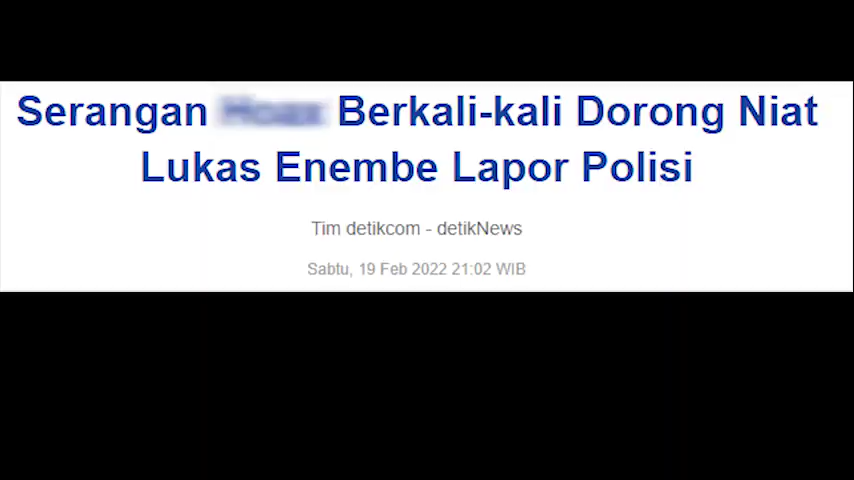 Serangan Berkali-kali Dorong Niat
Lukas Enembe Lapor Polisi
Tim detikcom - detikNews
Sabtu, 19 Feb 2022 21:02 WIB